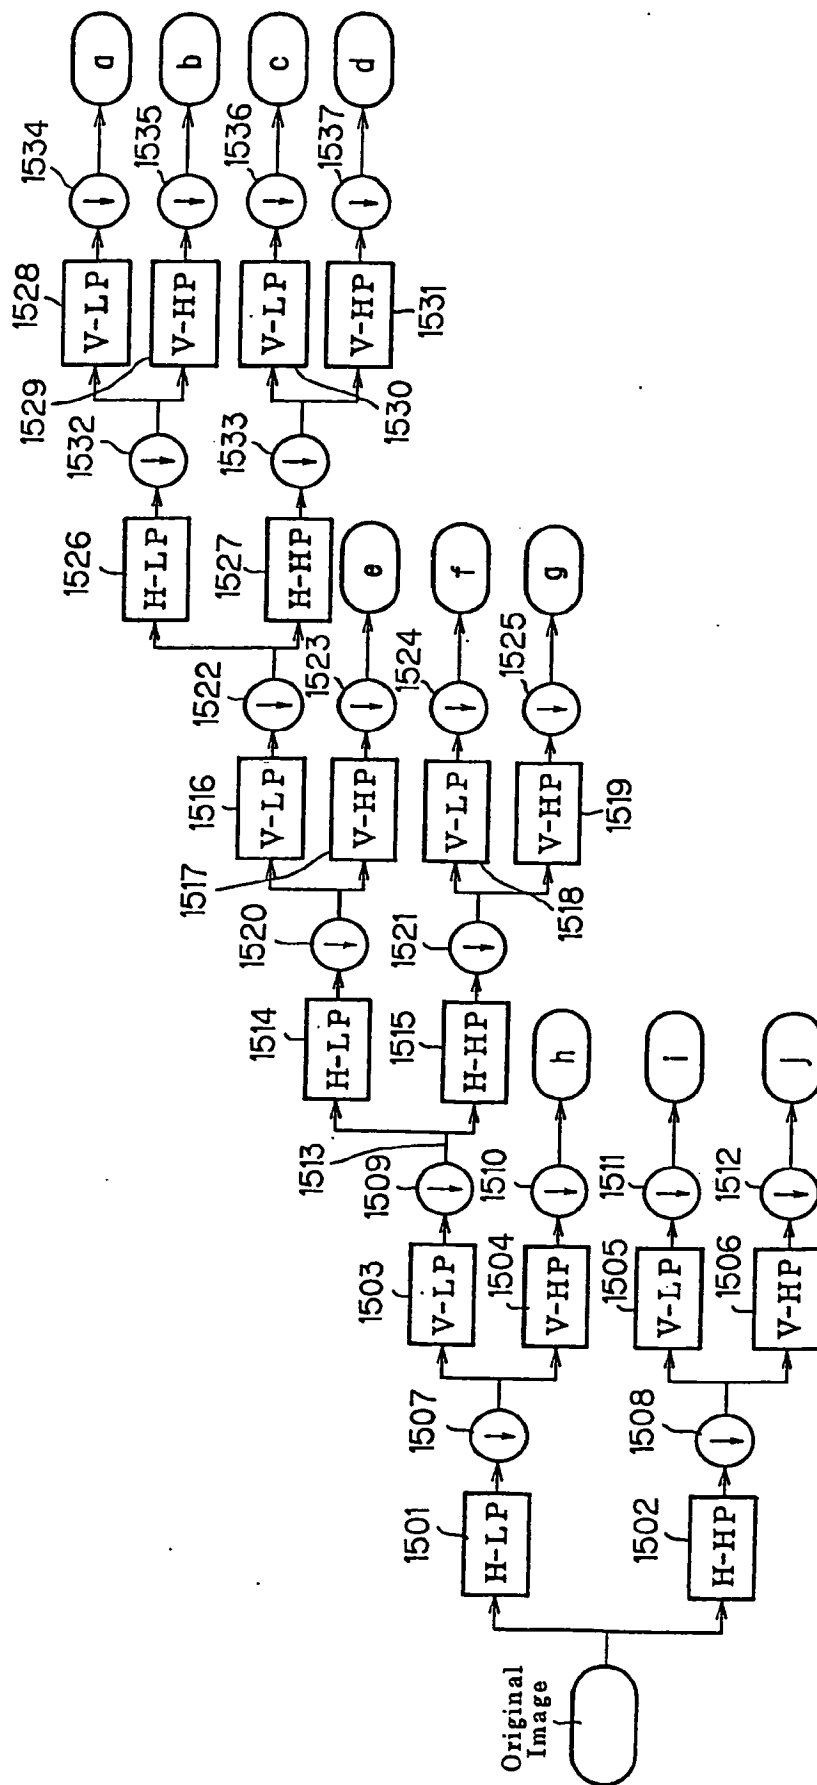 Original
Image
1501
H-LP
1502
H-HP
1507
1508
1503
V-LP
1504
V-HP
1505
V-LP
1506
V-HP
1509
1510
1511
1512
1513
h
i
j
1514
H-LP
1515
H-HP
1520
1521
1516
V-LP
1517
V-HP
V-LP
1518
V-HP
1519
1522
1523
1524
1525
e
f
g
1526
H-LP
1527
H-HP
1532
1533
1528
V-LP
1529
V-HP
V-LP
1530
V-HP
1531
1534
1535
1536
1537
a
b
c
d